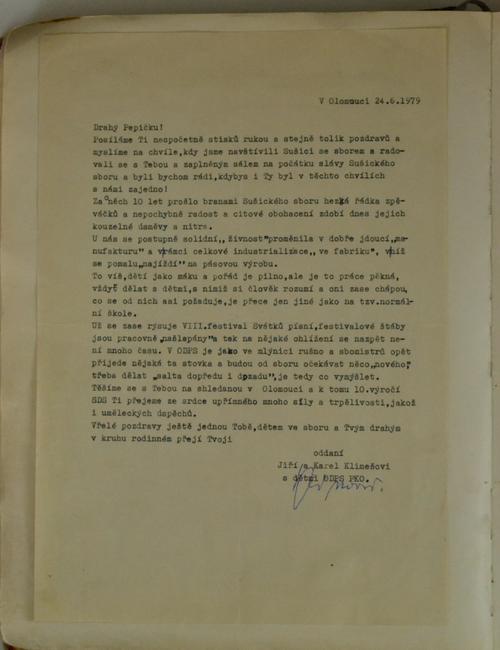 V Olomouci 24.6.1979
Drahý Pepíčku!
Posíláme Ti nespočetně stisků rukou a stejně tolik pozdravů a
myslíme na chvíle, kdy jsme navštívili Sušici se sborem a rado-
vali se s Tebou a zaplněným sálem na počátku slávy Sušického
sboru a byli bychom rádi, kdybys i Ty byl v těchto chvílích
s námi zajedno!
Za oněch 10 let prošlo branami Sušického sboru hezká řádka zpě-
váčků a nepochybně radost a citové obohacení zdobí dnes jejich
kouzelné úsměvy a nitra.
U nás se postupně solidní,, živnost"proměnila v dobře jdoucí,,ma-
nufakturu" a v rámci celkové industrializace,, ve fabriku", v níž
se pomalu,,najíždí"na pásovou výrobu.
To víš, dětí jako máku a pořád je pilno, ale je to práce pěkná,
vždyť dělat s dětmi, s nimiž si člověk rozumí a oni zase chápou,
co se od nich asi požaduje, je přece jen jiné jako na tzv. normál-
ní škole.
Už se zase rýsuje VIII. festival Svátků písní, festivalové štáby
jsou pracovně,,našlapány"a tak na nějaké ohlížení se nazpět ne-
ní mnoho času. V ODPS je jako ve mlýnici rušno a sbormistrů opět
přijede nějaká ta stovka a budou od sboru očekávat něco,,nového",
třeba dělat ,,salta dopředu i dozadu", je tedy co vymýšlet.
Těšíme se s Tebou na shledanou v Olomouci a k tomu 10. výročí
SDS Ti přejeme ze srdce upřímného mnoho síly a trpělivosti, jakož
i uměleckých úspěchů.
Vřelé pozdravy ještě jednou Tobě, dětem ve sboru a Tvým drahým
v kruhu rodinném přejí Tvoji
oddaní
Jiří a Karel Klimešovi
s dětmi ODPS PKO.